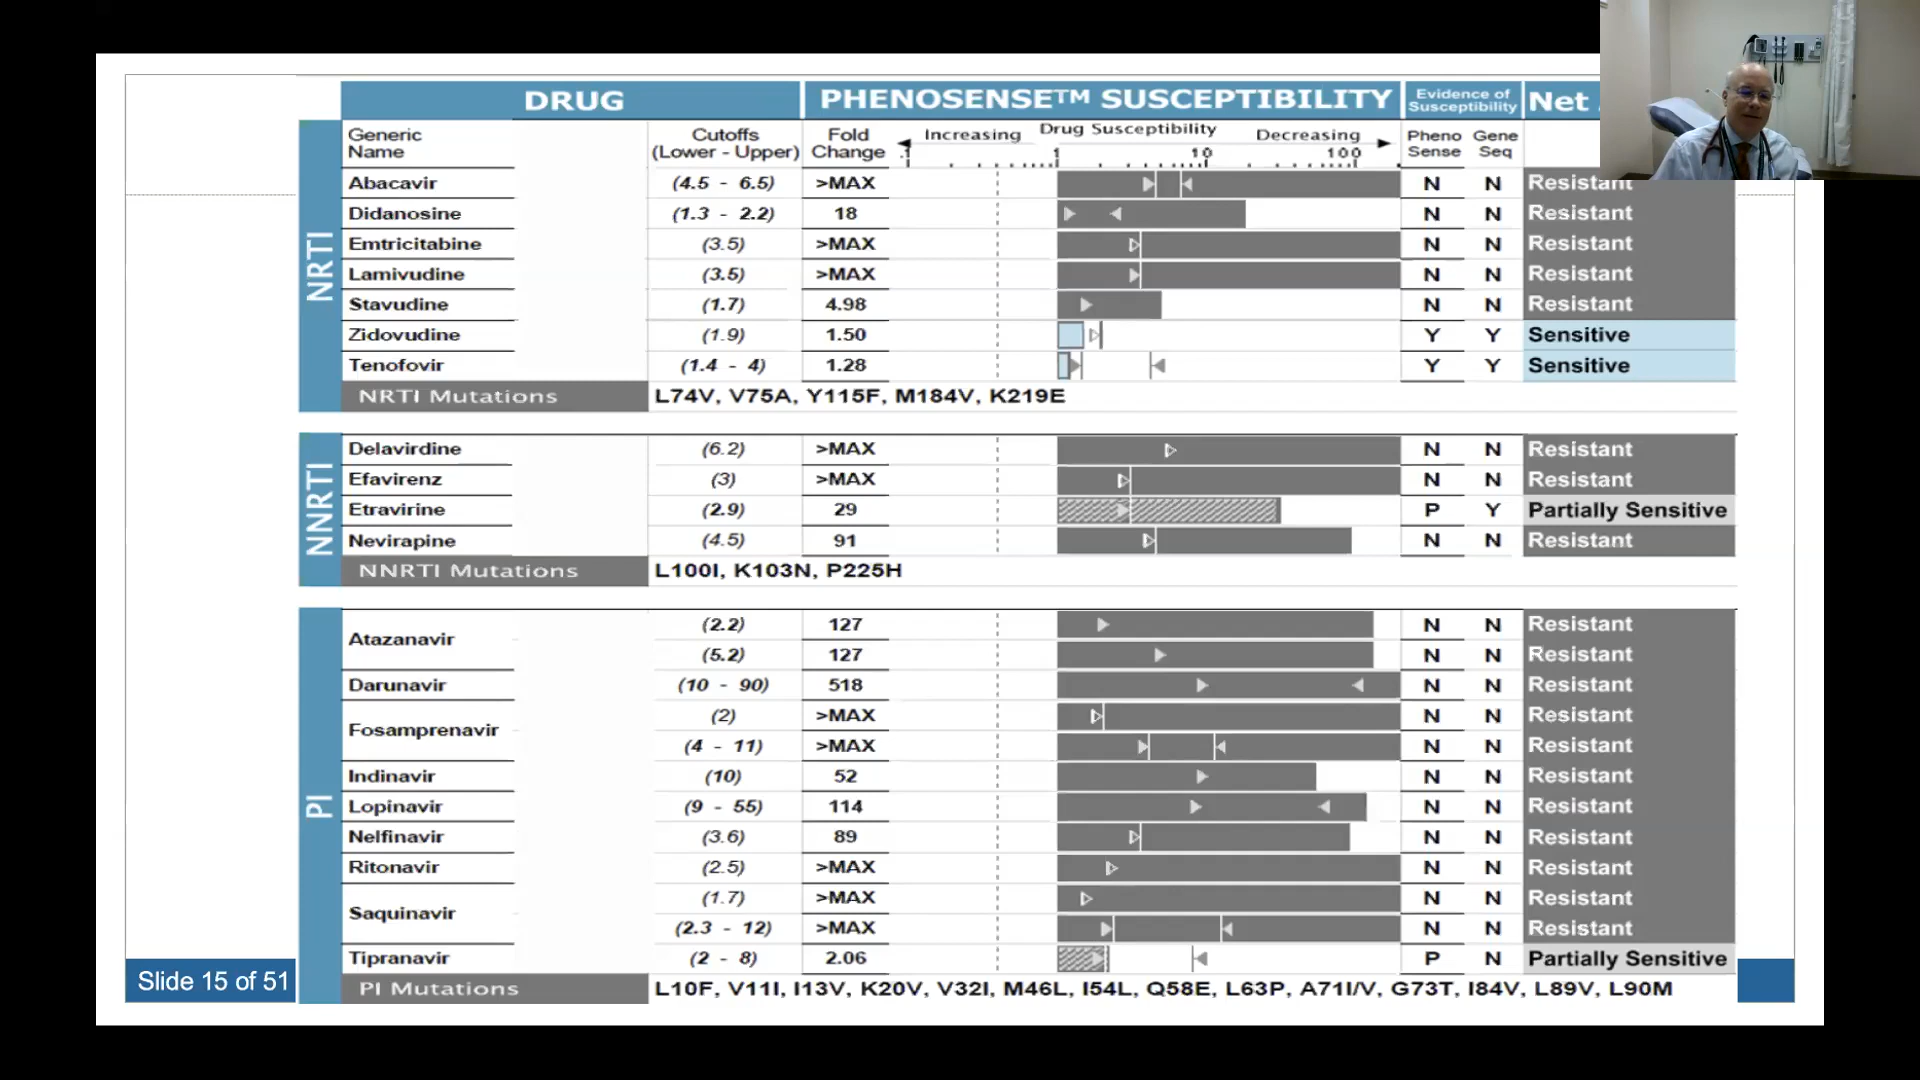 DRUG PHENOSENSE™ SUSCEPTIBILITY Evidence of Susceptibility Net
Generic Name Cutoffs (Lower - Upper) Fold Change Increasing Drug Susceptibility Decreasing Pheno Sense Gene Seq
.1 1 10 100
NRTI
Abacavir (4.5 - 6.5) >MAX N N Resistant
Didanosine (1.3 - 2.2) 18 N N Resistant
Emtricitabine (3.5) >MAX N N Resistant
Lamivudine (3.5) >MAX N N Resistant
Stavudine (1.7) 4.98 N N Resistant
Zidovudine (1.9) 1.50 Y Y Sensitive
Tenofovir (1.4 - 4) 1.28 Y Y Sensitive
NRTI Mutations L74V, V75A, Y115F, M184V, K219E
NNRTI
Delavirdine (6.2) >MAX N N Resistant
Efavirenz (3) >MAX N N Resistant
Etravirine (2.9) 29 P Y Partially Sensitive
Nevirapine (4.5) 91 N N Resistant
NNRTI Mutations L100I, K103N, P225H
PI
Atazanavir (2.2) 127 N N Resistant
(5.2) 127 N N Resistant
Darunavir (10 - 90) 518 N N Resistant
Fosamprenavir (2) >MAX N N Resistant
(4 - 11) >MAX N N Resistant
Indinavir (10) 52 N N Resistant
Lopinavir (9 - 55) 114 N N Resistant
Nelfinavir (3.6) 89 N N Resistant
Ritonavir (2.5) >MAX N N Resistant
Saquinavir (1.7) >MAX N N Resistant
(2.3 - 12) >MAX N N Resistant
Tipranavir (2 - 8) 2.06 P N Partially Sensitive
PI Mutations L10F, V11I, I13V, K20V, V32I, M46L, I54L, Q58E, L63P, A71I/V, G73T, I84V, L89V, L90M
Slide 15 of 51